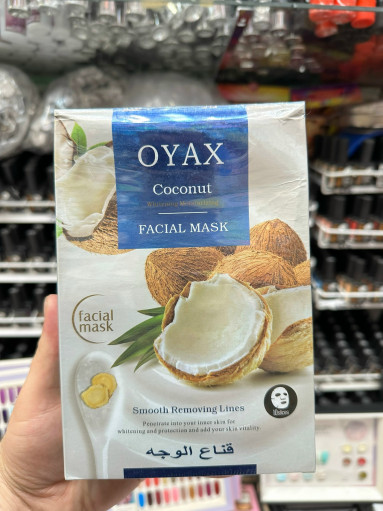 OYAX
Coconut
FACIAL MASK
facial
mask
Smooth Removing Lines
Penetrate into your inner skin for
whitening and protection and add your skin vitality.
قناع الوجه